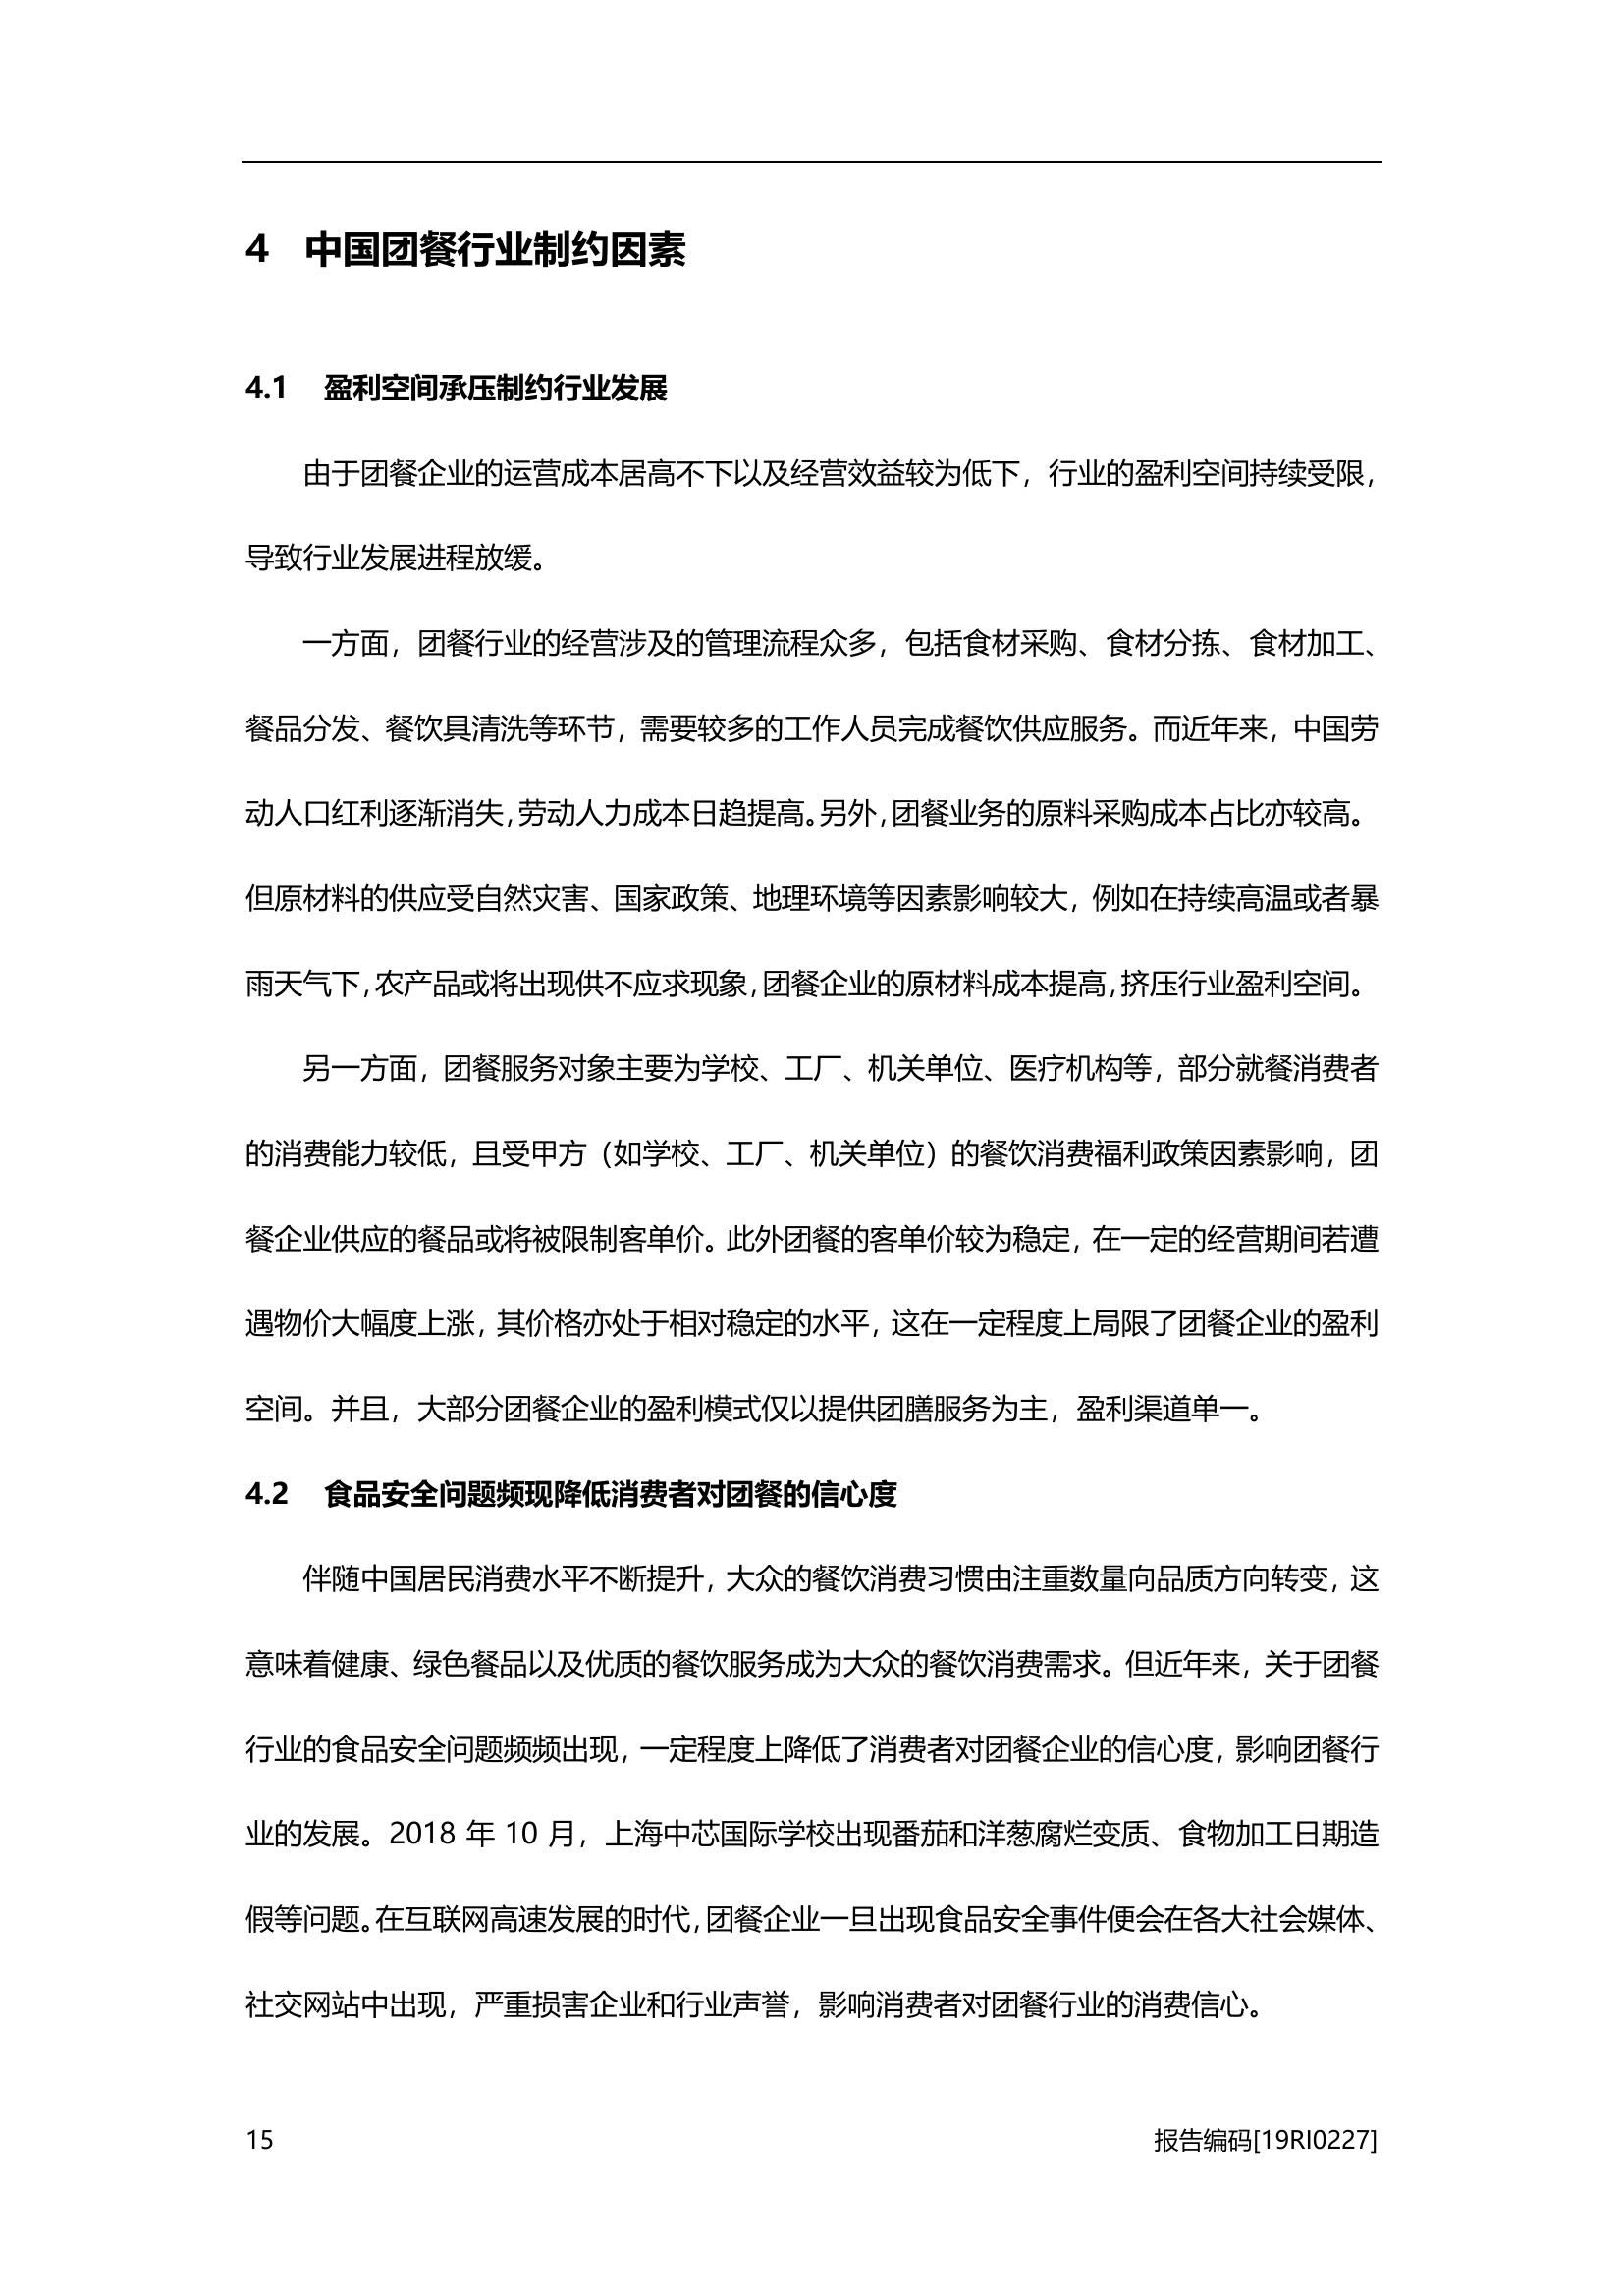 4 中国团餐行业制约因素
4.1 盈利空间承压制约行业发展
由于团餐企业的运营成本居高不下以及经营效益较为低下，行业的盈利空间持续受限，
导致行业发展进程放缓。
一方面，团餐行业的经营涉及的管理流程众多，包括食材采购、食材分拣、食材加工、
餐品分发、餐饮具清洗等环节，需要较多的工作人员完成餐饮供应服务。而近年来，中国劳
动人口红利逐渐消失，劳动人力成本日趋提高。另外，团餐业务的原料采购成本占比亦较高。
但原材料的供应受自然灾害、国家政策、地理环境等因素影响较大，例如在持续高温或者暴
雨天气下，农产品或将出现供不应求现象，团餐企业的原材料成本提高，挤压行业盈利空间。
另一方面，团餐服务对象主要为学校、工厂、机关单位、医疗机构等，部分就餐消费者
的消费能力较低，且受甲方（如学校、工厂、机关单位）的餐饮消费福利政策因素影响，团
餐企业供应的餐品或将被限制客单价。此外团餐的客单价较为稳定，在一定的经营期间若遭
遇物价大幅度上涨，其价格亦处于相对稳定的水平，这在一定程度上局限了团餐企业的盈利
空间。并且，大部分团餐企业的盈利模式仅以提供团膳服务为主，盈利渠道单一。
4.2 食品安全问题频现降低消费者对团餐的信心度
伴随中国居民消费水平不断提升，大众的餐饮消费习惯由注重数量向品质方向转变，这
意味着健康、绿色餐品以及优质的餐饮服务成为大众的餐饮消费需求。但近年来，关于团餐
行业的食品安全问题频频出现，一定程度上降低了消费者对团餐企业的信心度，影响团餐行
业的发展。2018 年 10 月，上海中芯国际学校出现番茄和洋葱腐烂变质、食物加工日期造
假等问题。在互联网高速发展的时代，团餐企业一旦出现食品安全事件便会在各大社会媒体、
社交网站中出现，严重损害企业和行业声誉，影响消费者对团餐行业的消费信心。
15 报告编码[19RI0227]